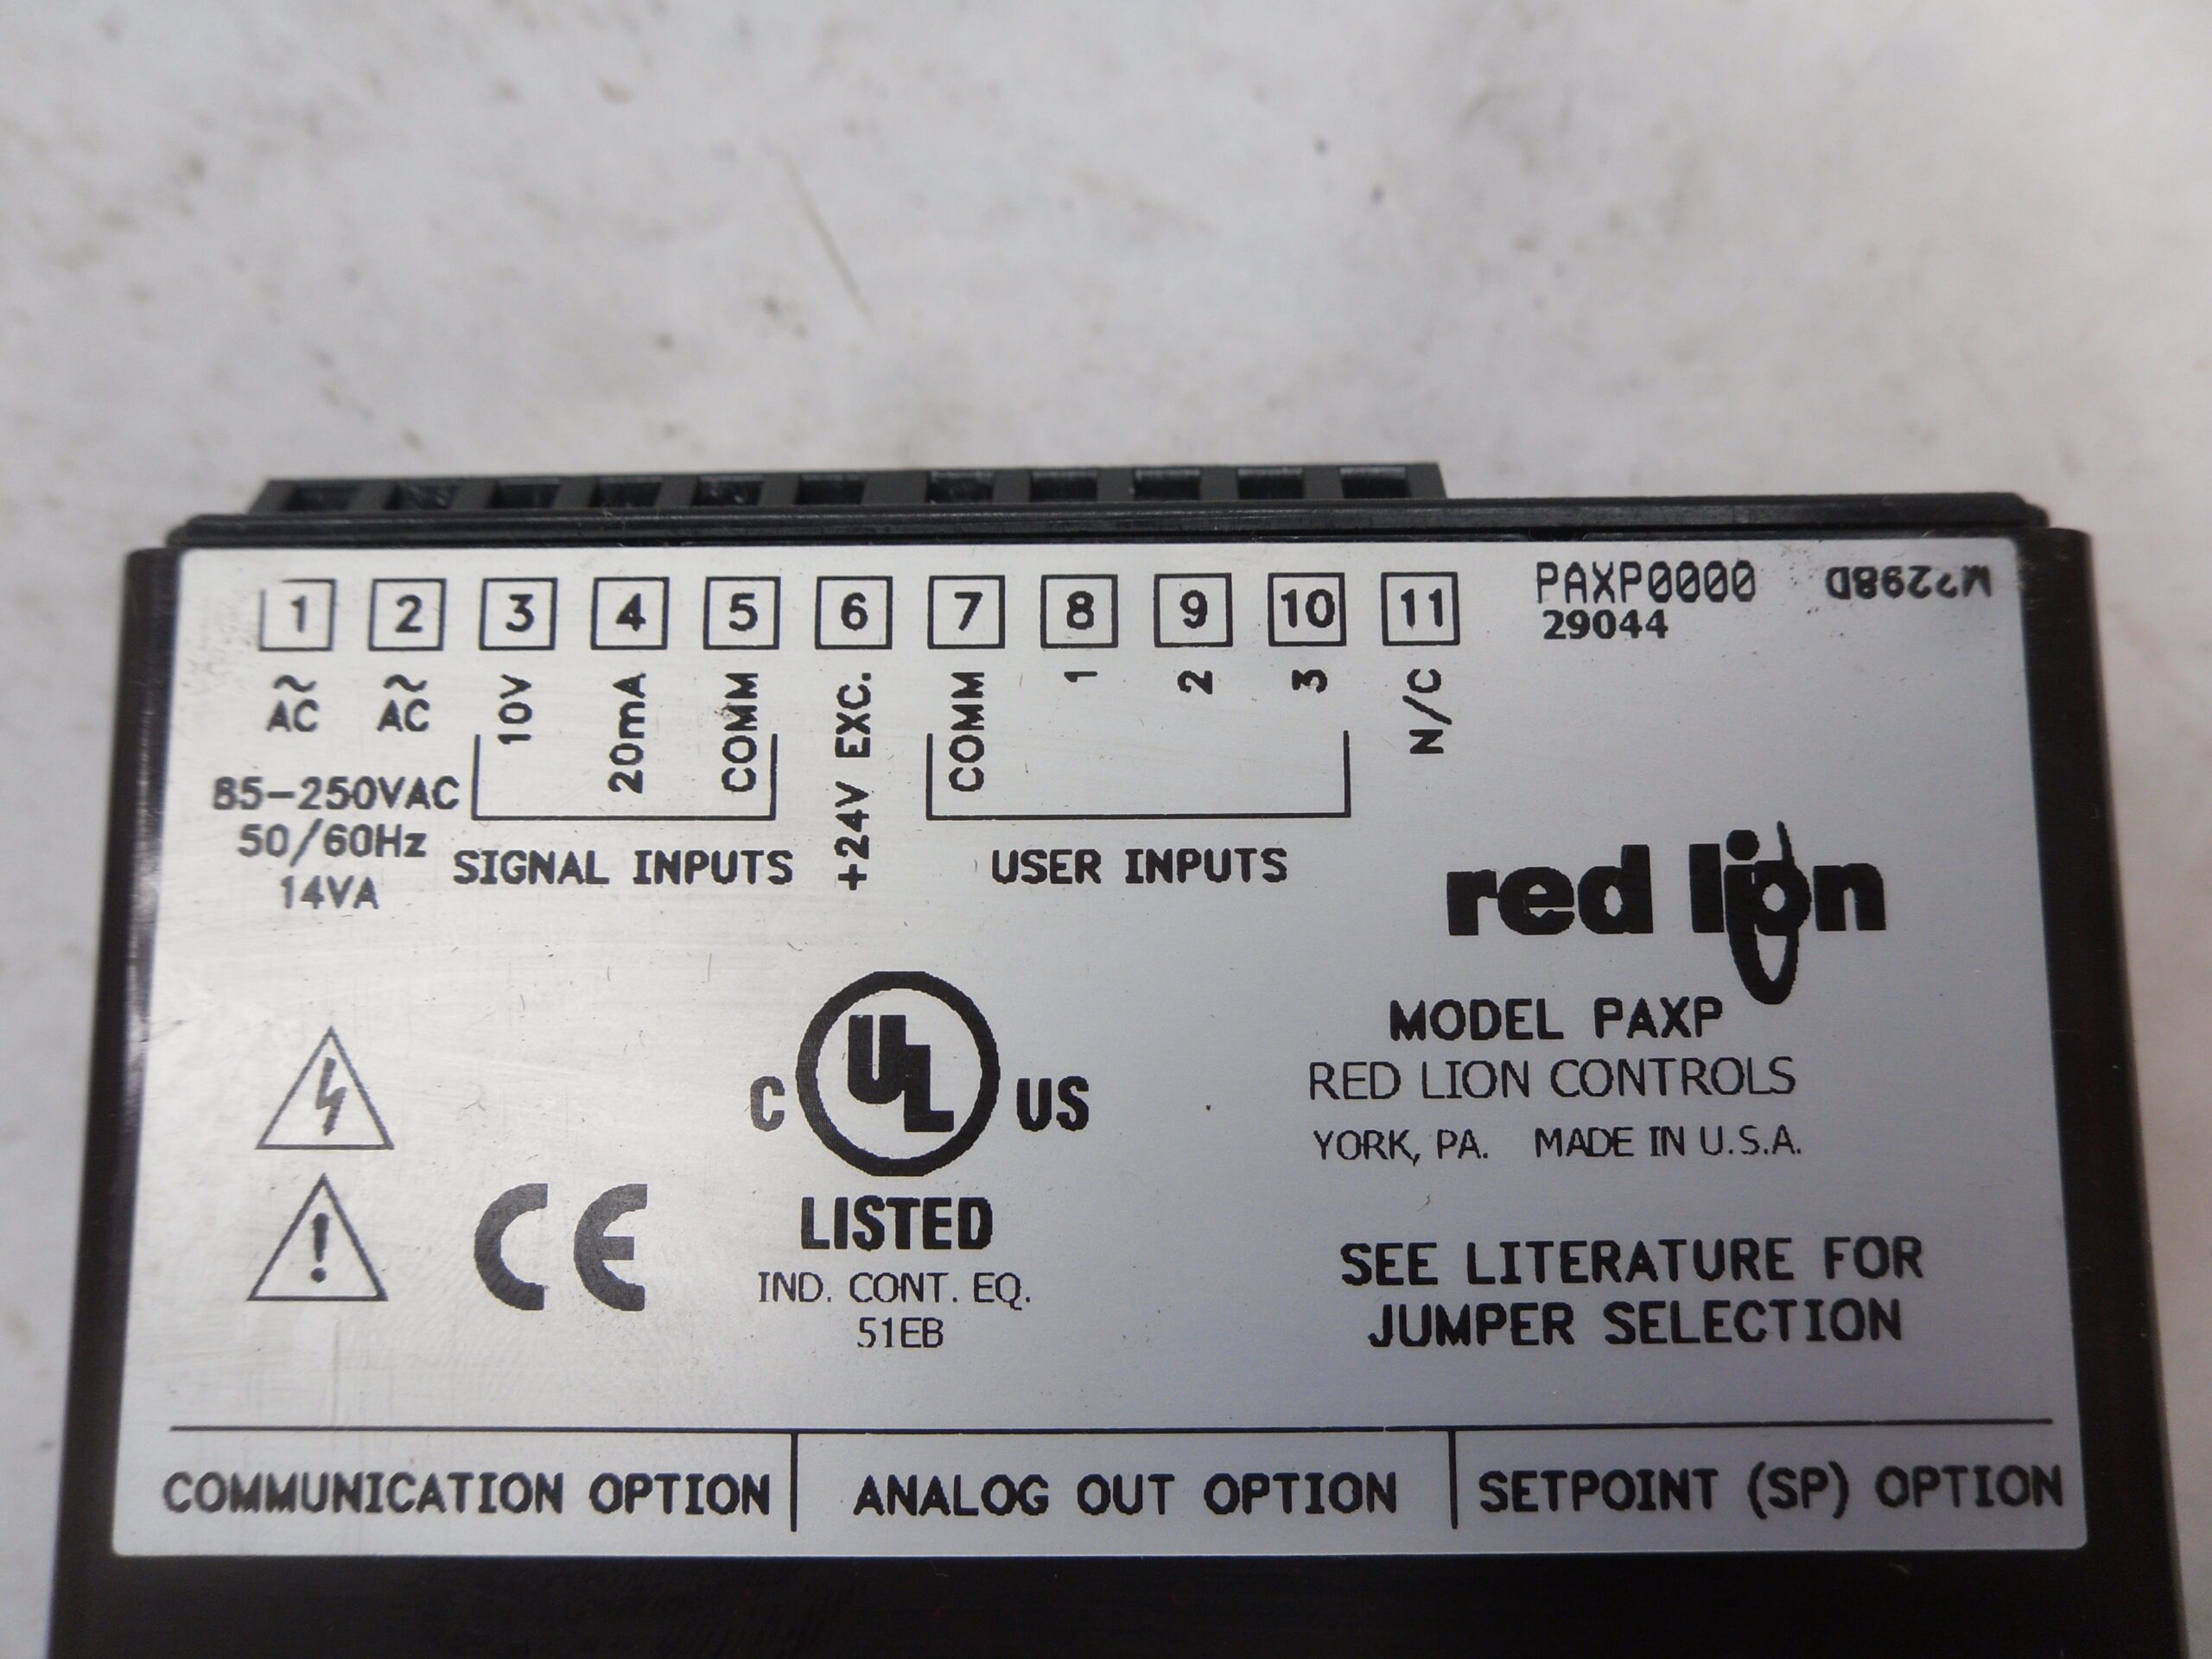 1 2 3 4 5 6 7 8 9 10 11
PAXP0000
29044
~ AC
~ AC
10V
20mA
COMM
+24V EXC.
COMM
1
2
3
N/C
85-250VAC
50/60Hz
14VA
SIGNAL INPUTS
USER INPUTS
red lion
MODEL PAXP
RED LION CONTROLS
YORK, PA. MADE IN U.S.A.
C UL US
LISTED
IND. CONT. EQ.
51EB
CE
SEE LITERATURE FOR
JUMPER SELECTION
COMMUNICATION OPTION
ANALOG OUT OPTION
SETPOINT (SP) OPTION